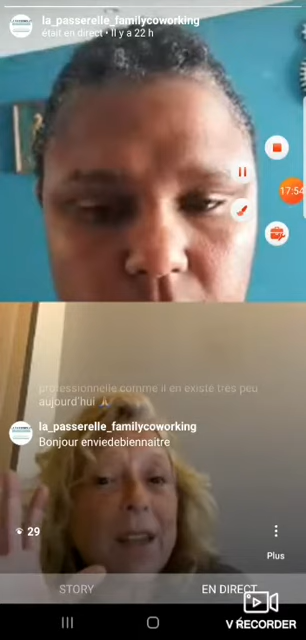 la_passerelle_familycoworking
était en direct • Il y a 22 h
17:54
professionnelle comme il en existe très peu
aujourd'hui
la_passerelle_familycoworking
Bonjour enviedebiennaitre
29
Plus
STORY
EN DIRECT
V RECORDER